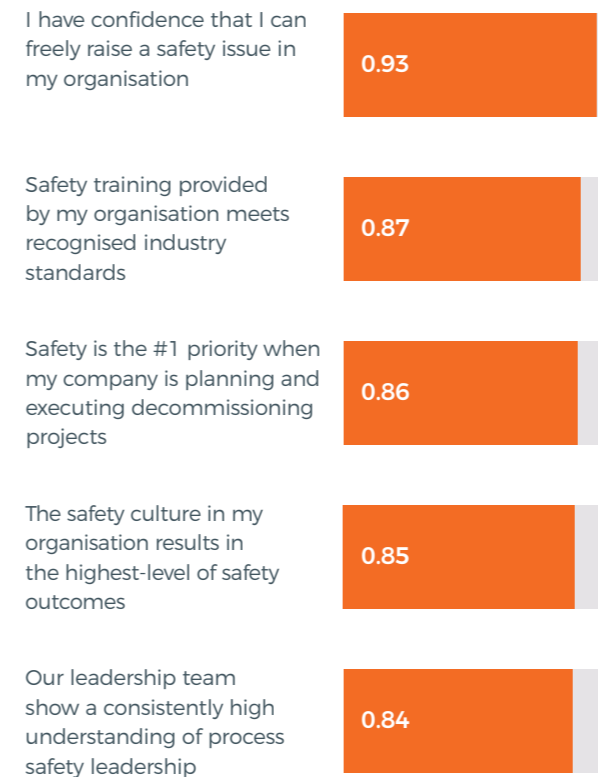 I have confidence that I can
freely raise a safety issue in
my organisation
0.93
Safety training provided
by my organisation meets
recognised industry
standards
0.87
Safety is the #1 priority when
my company is planning and
executing decommissioning
projects
0.86
The safety culture in my
organisation results in
the highest-level of safety
outcomes
0.85
Our leadership team
show a consistently high
understanding of process
safety leadership
0.84